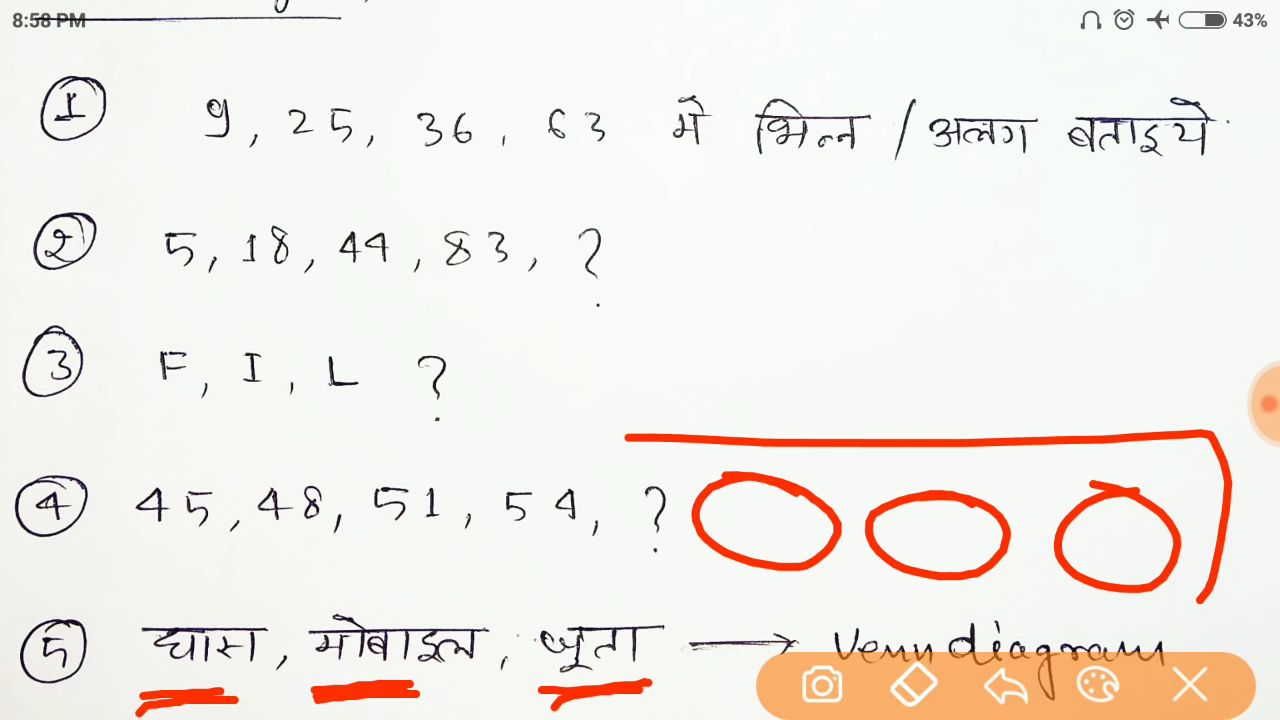 8:58 PM 43%
1 9, 25, 36, 63 में भिन्न / अलग बताइये
2 5, 18, 44, 83, ?
3 F, I, L ?
4 45, 48, 51, 54, ?
5 घास, मोबाइल, जूता → Venn diagram